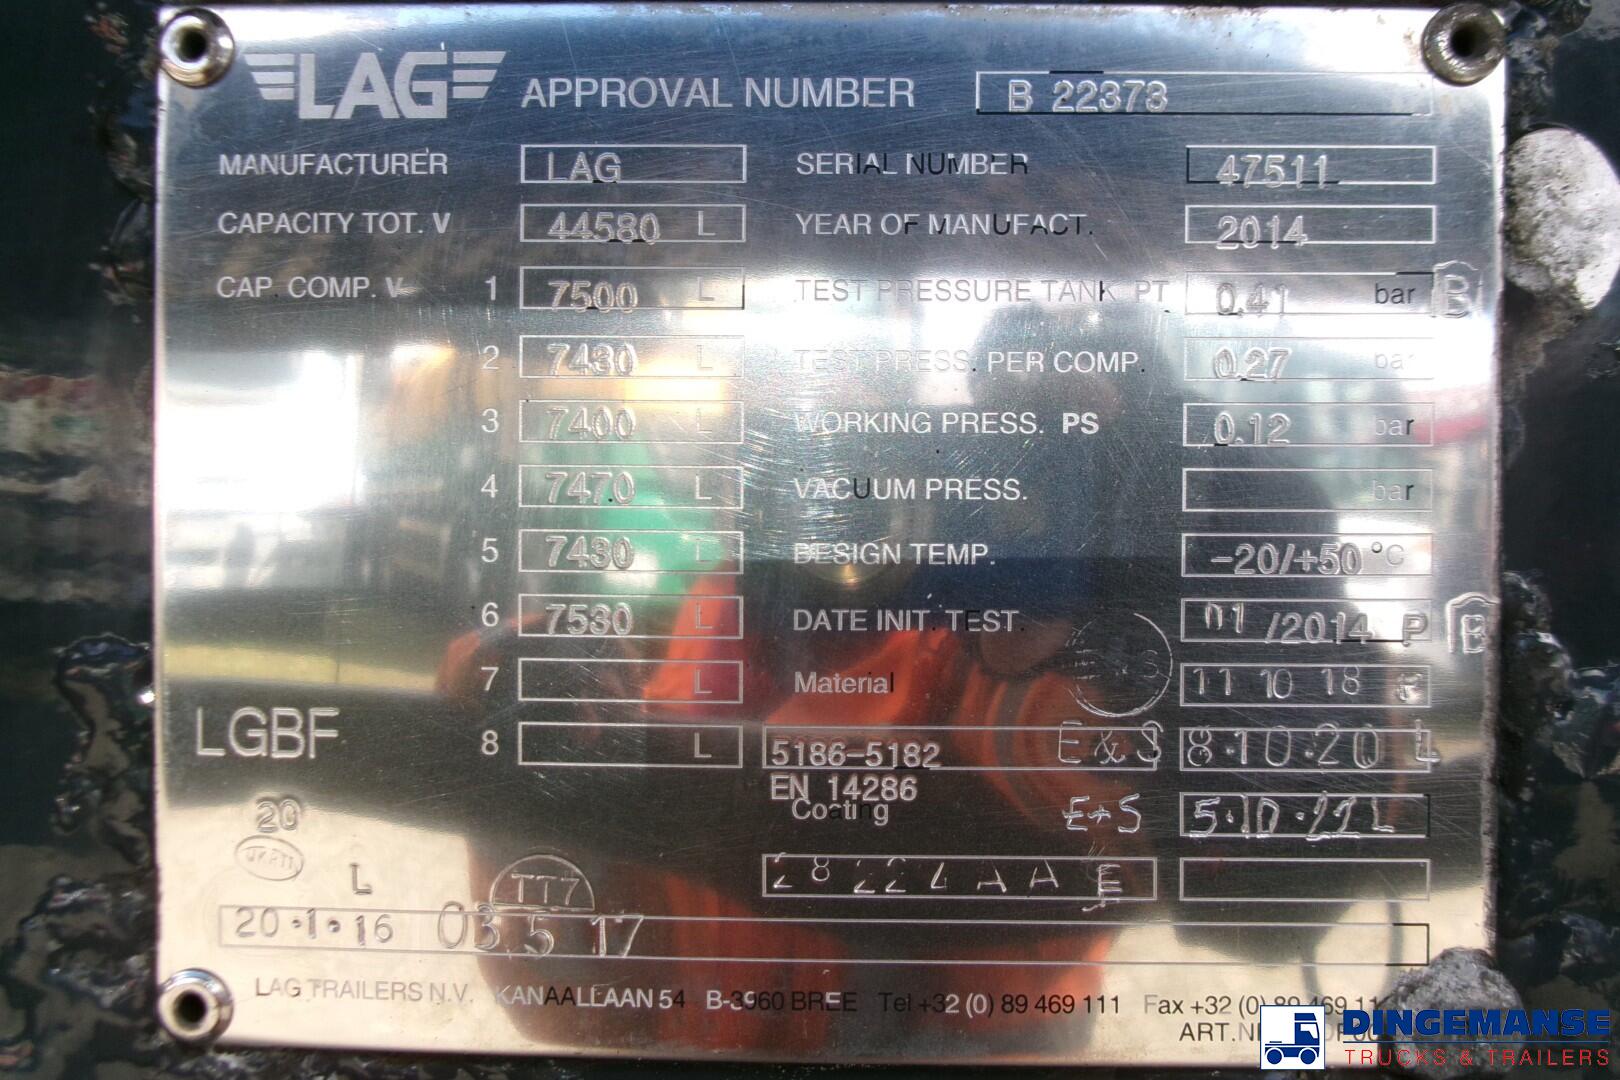 LAG APPROVAL NUMBER B 22373
MANUFACTURER LAG SERIAL NUMBER 47511
CAPACITY TOT. V 44580 L YEAR OF MANUFACT. 2014
CAP. COMP. V 1 7500 L TEST PRESSURE TANK PT 0.41 bar B
2 7430 L TEST PRESS. PER COMP. 0.27 bar
3 7400 L WORKING PRESS. PS 0.12 bar
4 7470 L VACUUM PRESS. bar
5 7430 L DESIGN TEMP. -20/+50 °C
6 7530 L DATE INIT. TEST. 01 /2014 P B
7 L Material 11 10 18
LGBF 8 L 5186-5182 E & S 8.10.20 L
EN 14286
20 Coating E+S 5.10.22 L
L TT7 28224AA E
20.1.16 03.5 17
LAG TRAILERS N.V. KANAALLAAN 54 B-3960 BREE Tel +32 (0) 89 469 111 Fax +32 (0) 89 469 11
ART.
DINGEMANSE
TRUCKS & TRAILERS